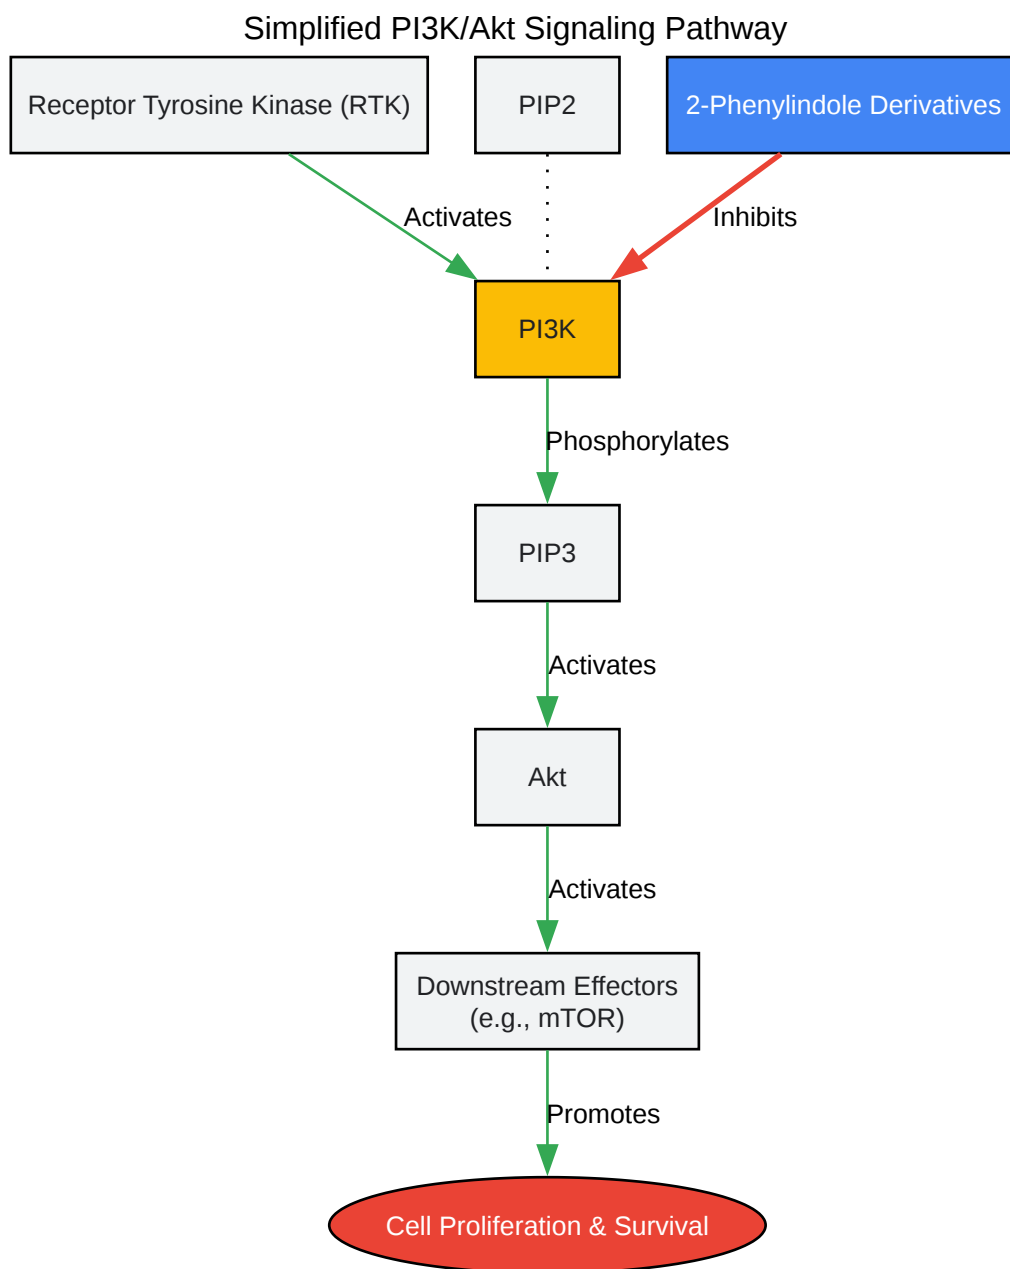 Simplified PI3K/Akt Signaling Pathway
Receptor Tyrosine Kinase (RTK)
PIP2
2-Phenylindole Derivatives
Activates
Inhibits
PI3K
Phosphorylates
PIP3
Activates
Akt
Activates
Downstream Effectors
(e.g., mTOR)
Promotes
Cell Proliferation & Survival